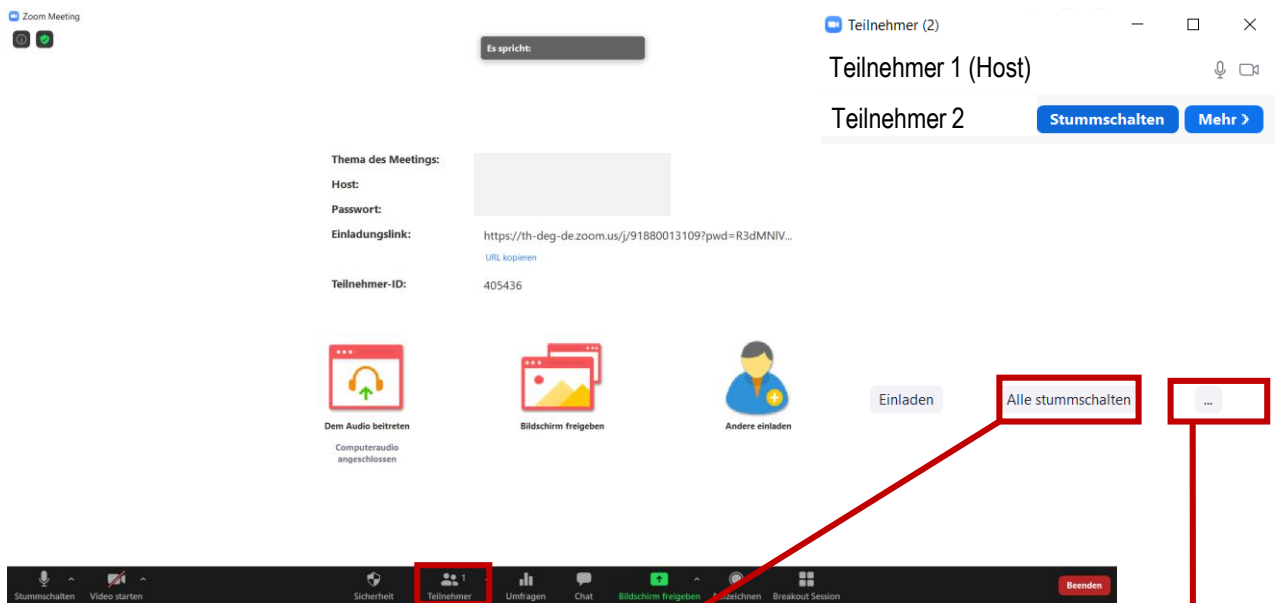 Zoom Meeting
Es spricht:
Teilnehmer (2)
Teilnehmer 1 (Host)
Teilnehmer 2
Stummschalten
Mehr >
Thema des Meetings:
Host:
Passwort:
Einladungslink:
https://th-deg-de.zoom.us/j/91880013109?pwd=R3dMNlV...
URL kopieren
Teilnehmer-ID:
405436
Dem Audio beitreten
Computeraudio
angeschlossen
Bildschirm freigeben
Andere einladen
Einladen
Alle stummschalten
...
Stummschalten
Video starten
Sicherheit
1
Teilnehmer
Umfragen
Chat
Bildschirm freigeben
Aufzeichnen
Breakout Session
Beenden